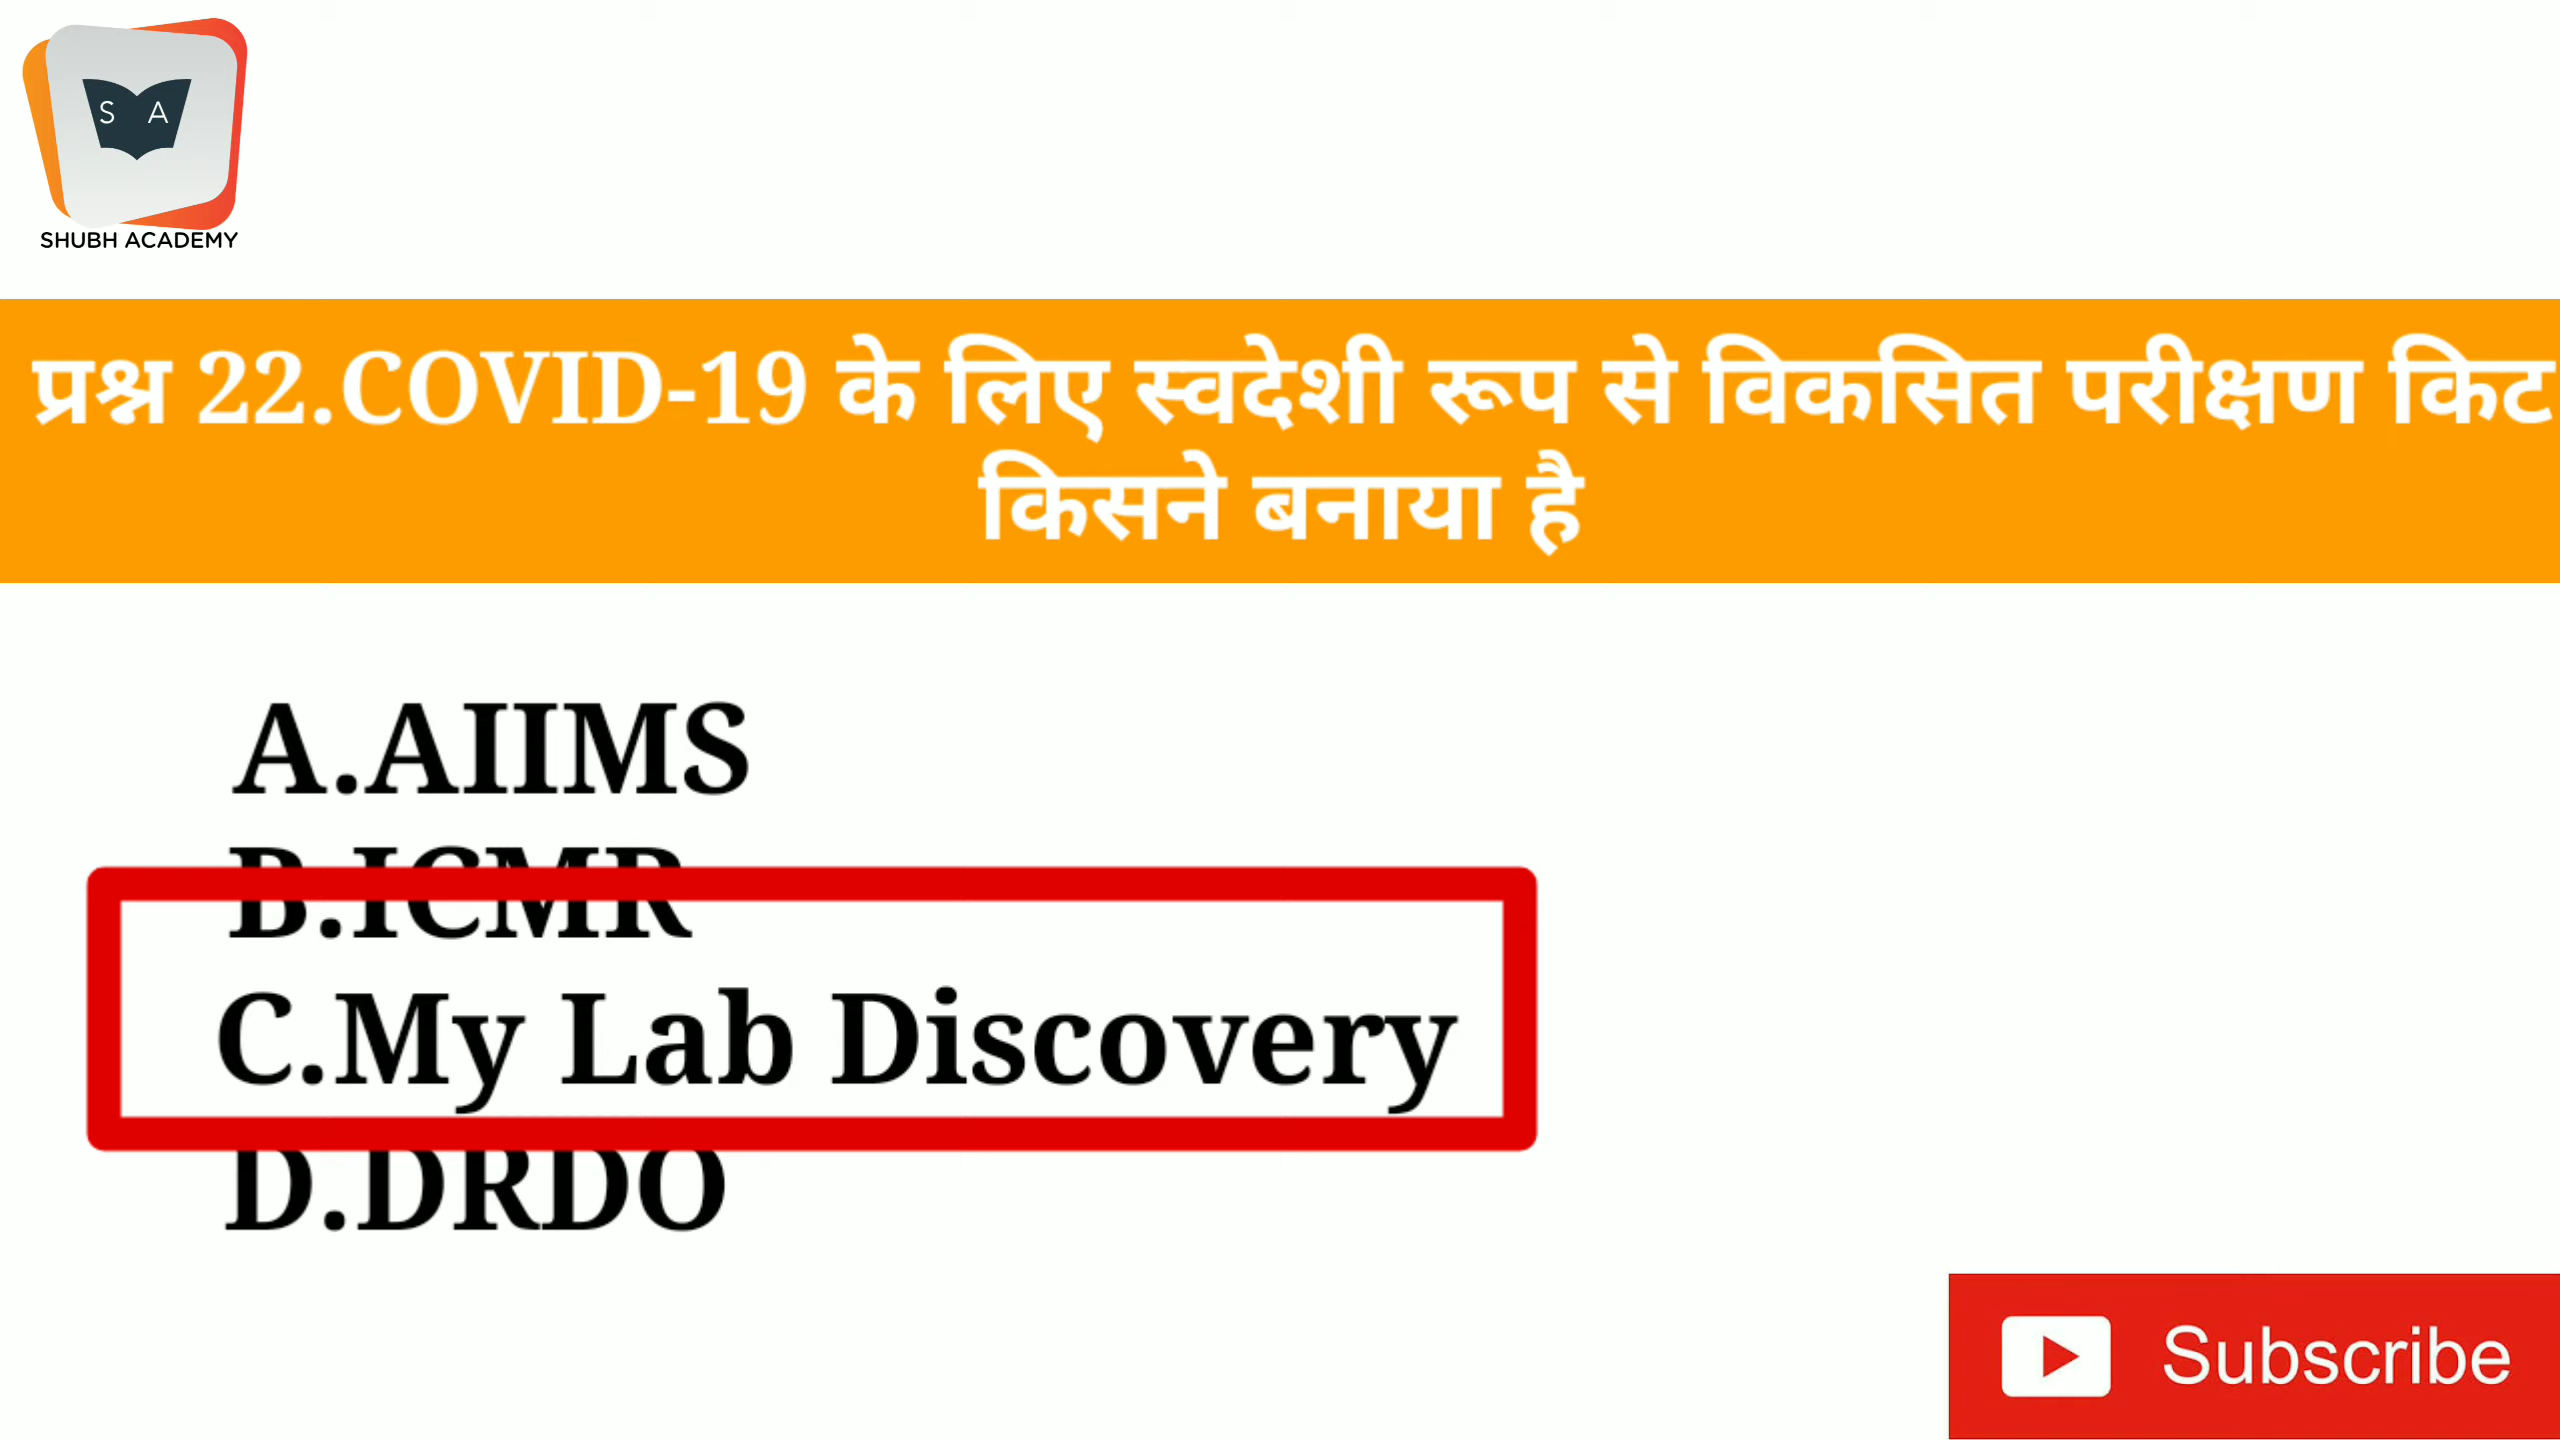 S A
SHUBH ACADEMY
प्रश्न 22.COVID-19 के लिए स्वदेशी रूप से विकसित परीक्षण किट
किसने बनाया है
A.AIIMS
B.ICMR
C.My Lab Discovery
D.DRDO
Subscribe